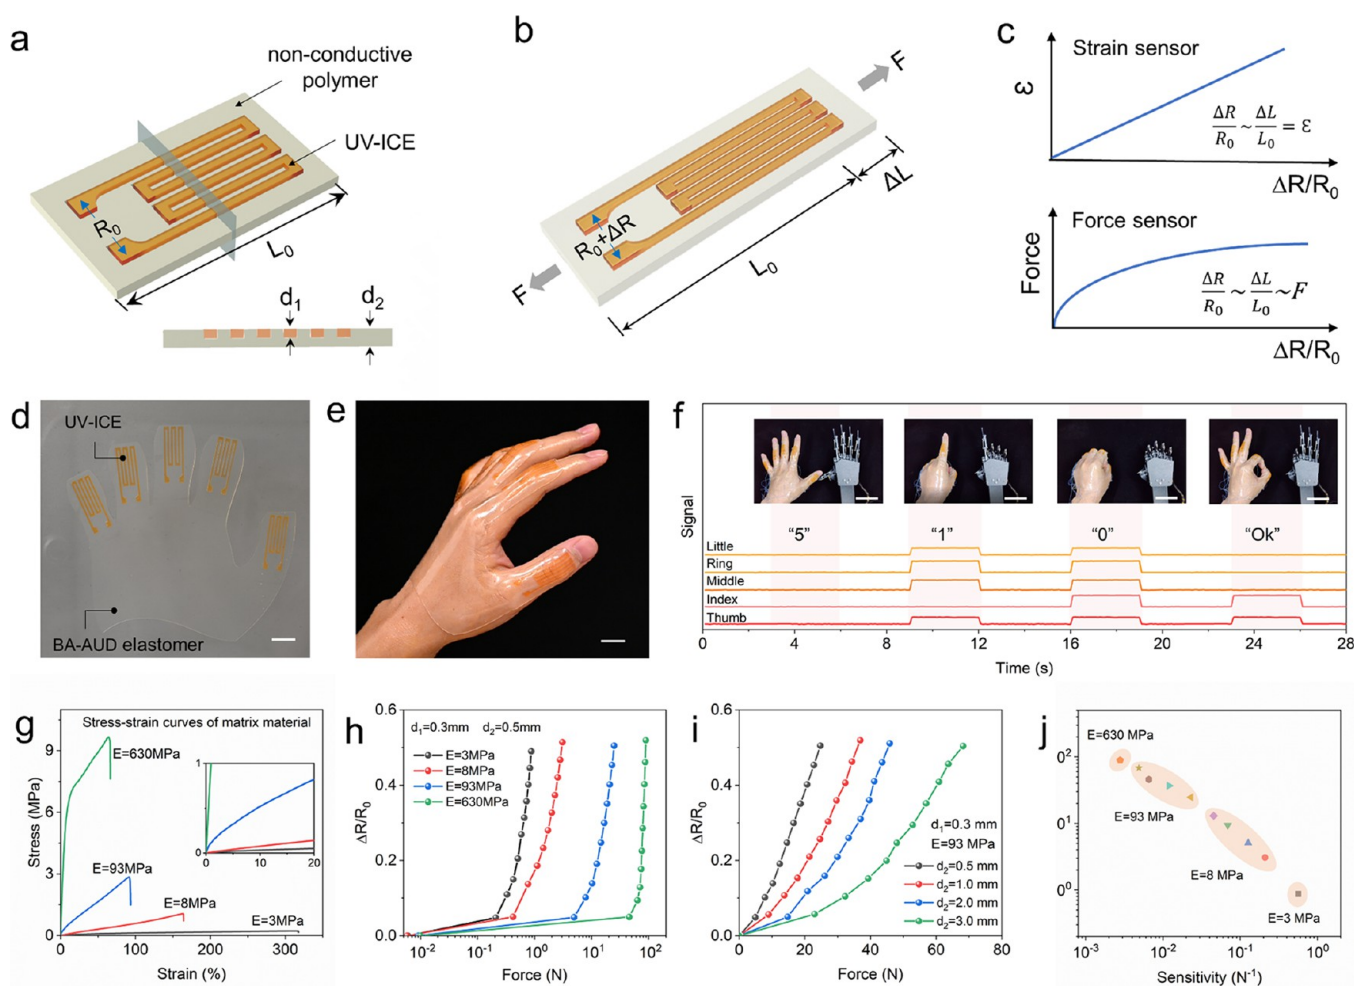 a
non-conductive
polymer
UV-ICE
R₀
L₀
d₁
d₂
b
F
ΔL
R₀+ΔR
L₀
F
c
Strain sensor
ε
ΔR/R₀ ~ ΔL/L₀ = ε
ΔR/R₀
Force sensor
Force
ΔR/R₀ ~ ΔL/L₀ ~ F
ΔR/R₀
d
UV-ICE
BA-AUD elastomer
e
f
Signal
"5"
"1"
"0"
"Ok"
Little
Ring
Middle
Index
Thumb
0 4 8 12 16 20 24 28
Time (s)
g
Stress-strain curves of matrix material
E=630MPa
E=93MPa
E=8MPa
E=3MPa
Stress (MPa)
9
6
3
0
1
0
0 10 20
0 100 200 300
Strain (%)
h
d₁=0.3mm d₂=0.5mm
E=3MPa
E=8MPa
E=93MPa
E=630MPa
ΔR/R₀
0.6
0.4
0.2
0.0
10⁻² 10⁻¹ 10⁰ 10¹ 10²
Force (N)
i
ΔR/R₀
0.6
0.4
0.2
0.0
d₁=0.3 mm
E=93 MPa
d₂=0.5 mm
d₂=1.0 mm
d₂=2.0 mm
d₂=3.0 mm
0 20 40 60 80
Force (N)
j
E=630 MPa
E=93 MPa
E=8 MPa
E=3 MPa
10²
10¹
10⁰
10⁻³ 10⁻² 10⁻¹ 10⁰
Sensitivity (N⁻¹)